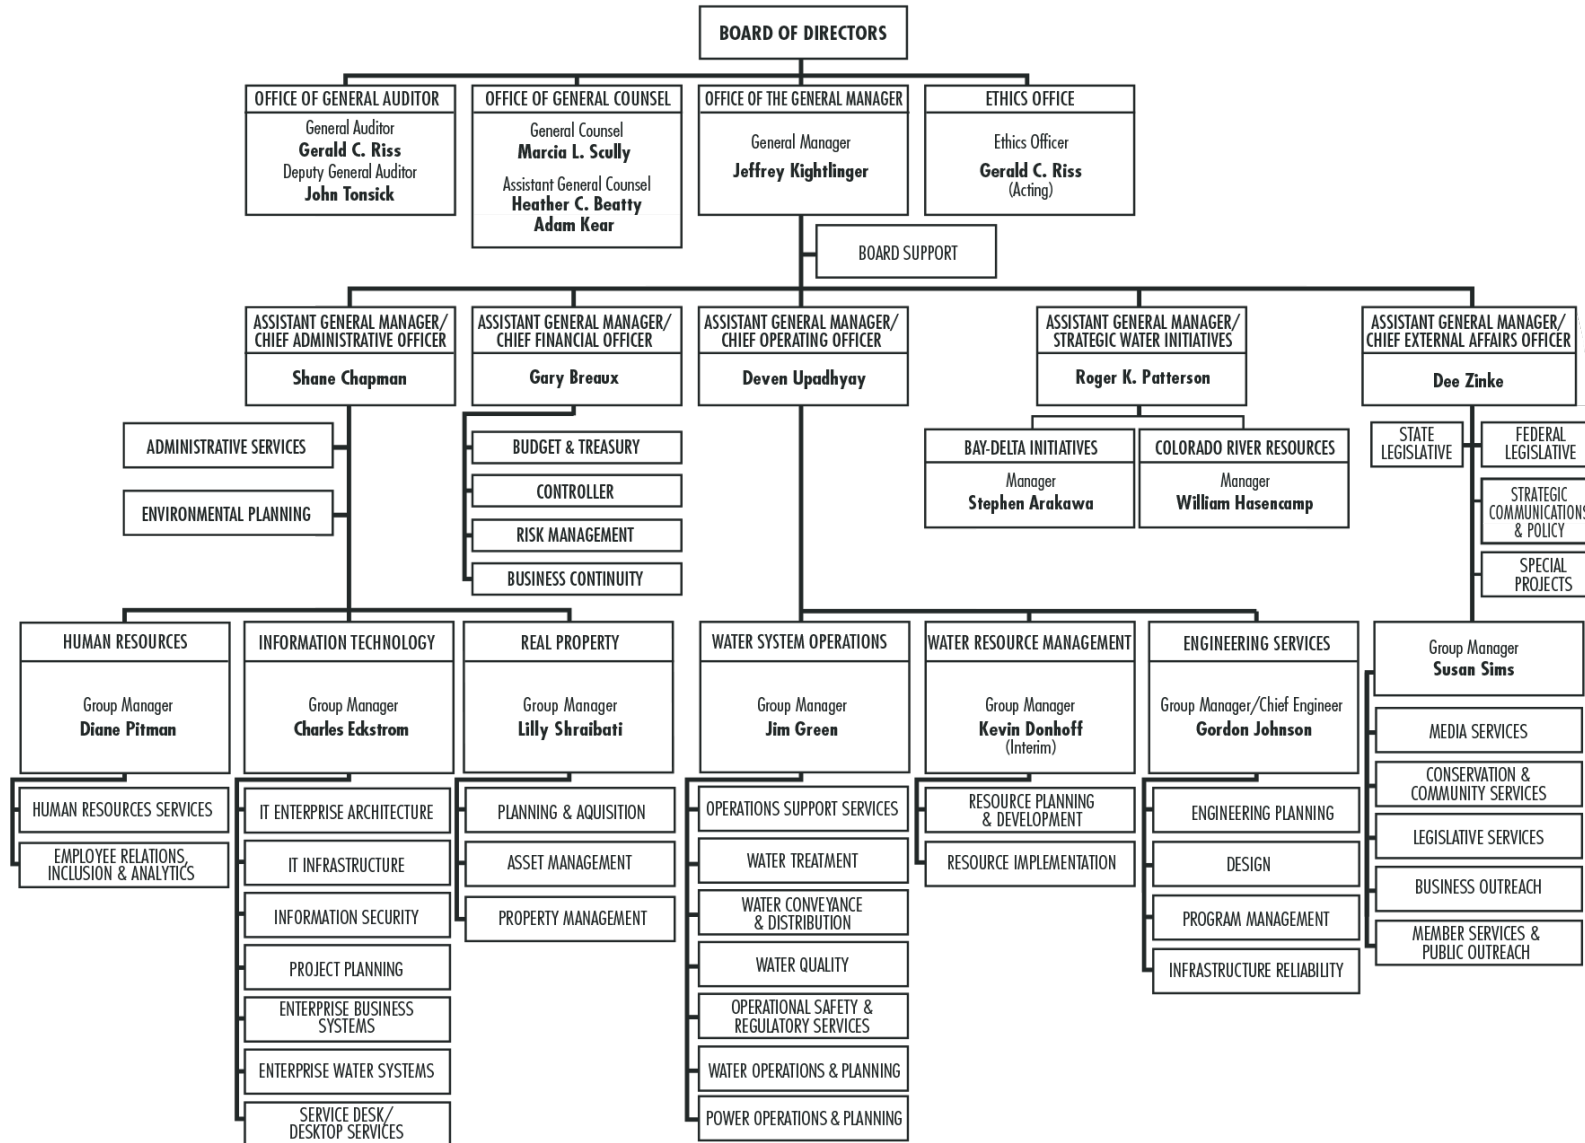 BOARD OF DIRECTORS
OFFICE OF GENERAL AUDITOR
General Auditor
Gerald C. Riss
Deputy General Auditor
John Tonsick
OFFICE OF GENERAL COUNSEL
General Counsel
Marcia L. Scully
Assistant General Counsel
Heather C. Beatty
Adam Kear
OFFICE OF THE GENERAL MANAGER
General Manager
Jeffrey Kightlinger
ETHICS OFFICE
Ethics Officer
Gerald C. Riss
(Acting)
BOARD SUPPORT
ASSISTANT GENERAL MANAGER/
CHIEF ADMINISTRATIVE OFFICER
Shane Chapman
ASSISTANT GENERAL MANAGER/
CHIEF FINANCIAL OFFICER
Gary Breaux
ASSISTANT GENERAL MANAGER/
CHIEF OPERATING OFFICER
Deven Upadhyay
ASSISTANT GENERAL MANAGER/
STRATEGIC WATER INITIATIVES
Roger K. Patterson
ASSISTANT GENERAL MANAGER/
CHIEF EXTERNAL AFFAIRS OFFICER
Dee Zinke
ADMINISTRATIVE SERVICES
ENVIRONMENTAL PLANNING
BUDGET & TREASURY
CONTROLLER
RISK MANAGEMENT
BUSINESS CONTINUITY
BAY-DELTA INITIATIVES
Manager
Stephen Arakawa
COLORADO RIVER RESOURCES
Manager
William Hasencamp
STATE
LEGISLATIVE
FEDERAL
LEGISLATIVE
STRATEGIC
COMMUNICATIONS
& POLICY
SPECIAL
PROJECTS
HUMAN RESOURCES
Group Manager
Diane Pitman
HUMAN RESOURCES SERVICES
EMPLOYEE RELATIONS,
INCLUSION & ANALYTICS
INFORMATION TECHNOLOGY
Group Manager
Charles Eckstrom
IT ENTERPRISE ARCHITECTURE
IT INFRASTRUCTURE
INFORMATION SECURITY
PROJECT PLANNING
ENTERPRISE BUSINESS
SYSTEMS
ENTERPRISE WATER SYSTEMS
SERVICE DESK/
DESKTOP SERVICES
REAL PROPERTY
Group Manager
Lilly Shraibati
PLANNING & AQUISITION
ASSET MANAGEMENT
PROPERTY MANAGEMENT
WATER SYSTEM OPERATIONS
Group Manager
Jim Green
OPERATIONS SUPPORT SERVICES
WATER TREATMENT
WATER CONVEYANCE
& DISTRIBUTION
WATER QUALITY
OPERATIONAL SAFETY &
REGULATORY SERVICES
WATER OPERATIONS & PLANNING
POWER OPERATIONS & PLANNING
WATER RESOURCE MANAGEMENT
Group Manager
Kevin Donhoff
(Interim)
RESOURCE PLANNING
& DEVELOPMENT
RESOURCE IMPLEMENTATION
ENGINEERING SERVICES
Group Manager/Chief Engineer
Gordon Johnson
ENGINEERING PLANNING
DESIGN
PROGRAM MANAGEMENT
INFRASTRUCTURE RELIABILITY
Group Manager
Susan Sims
MEDIA SERVICES
CONSERVATION &
COMMUNITY SERVICES
LEGISLATIVE SERVICES
BUSINESS OUTREACH
MEMBER SERVICES &
PUBLIC OUTREACH